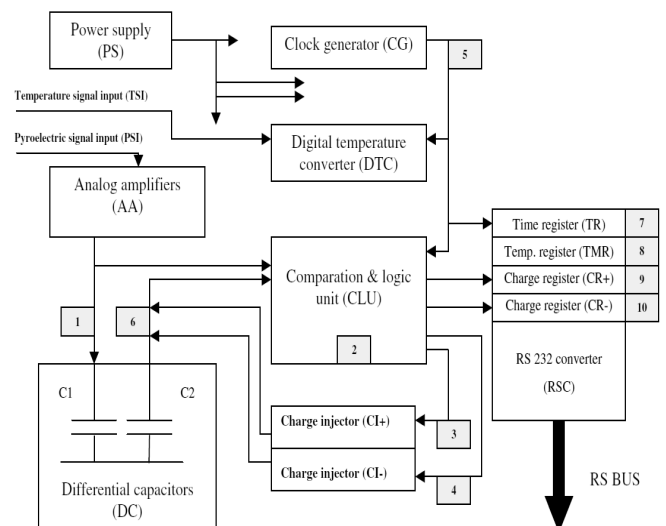 Power supply
(PS)
Clock generator (CG)
5
Temperature signal input (TSI)
Pyroelectric signal input (PSI)
Digital temperature
converter (DTC)
Analog amplifiers
(AA)
Time register (TR)
7
Temp. register (TMR)
8
Charge register (CR+)
9
Charge register (CR-)
10
Comparation & logic
unit (CLU)
2
1
6
RS 232 converter
(RSC)
C1
C2
Charge injector (CI+)
3
Charge injector (CI-)
4
RS BUS
Differential capacitors
(DC)